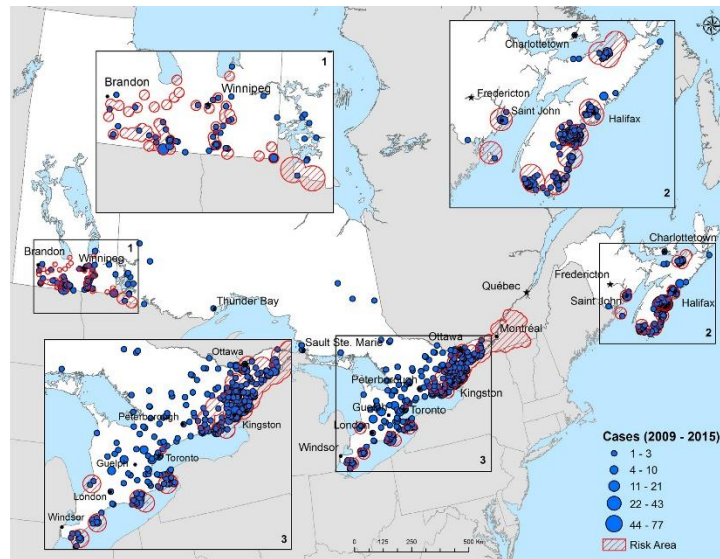 1
Brandon
Winnipeg
Charlottetown
Fredericton
Saint John
Halifax
2
Brandon
Winnipeg
1
Thunder Bay
Sault Ste. Marie
Québec
Ottawa
Montréal
Peterborough
Kingston
Guelph
Toronto
London
Windsor
3
Charlottetown
Fredericton
Saint John
Halifax
2
Ottawa
Peterborough
Kingston
Guelph
Toronto
London
Windsor
3
Cases (2009 - 2015)
1 - 3
4 - 10
11 - 21
22 - 43
44 - 77
Risk Area
0 125 250 500 Km